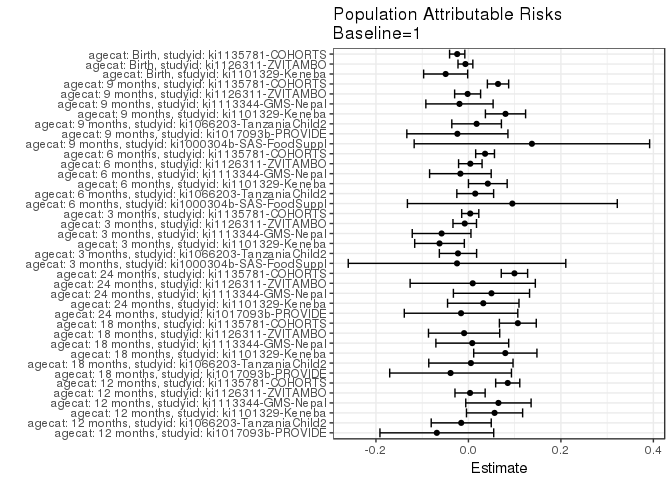 Population Attributable Risks
Baseline=1
agecat: Birth, studyid: ki1135781-COHORTS
agecat: Birth, studyid: ki1126311-ZVITAMBO
agecat: Birth, studyid: ki1101329-Keneba
agecat: 9 months, studyid: ki1135781-COHORTS
agecat: 9 months, studyid: ki1126311-ZVITAMBO
agecat: 9 months, studyid: ki1113344-GMS-Nepal
agecat: 9 months, studyid: ki1101329-Keneba
agecat: 9 months, studyid: ki1066203-TanzaniaChild2
agecat: 9 months, studyid: ki1017093b-PROVIDE
agecat: 9 months, studyid: ki1000304b-SAS-FoodSuppl
agecat: 6 months, studyid: ki1135781-COHORTS
agecat: 6 months, studyid: ki1126311-ZVITAMBO
agecat: 6 months, studyid: ki1113344-GMS-Nepal
agecat: 6 months, studyid: ki1101329-Keneba
agecat: 6 months, studyid: ki1066203-TanzaniaChild2
agecat: 6 months, studyid: ki1000304b-SAS-FoodSuppl
agecat: 3 months, studyid: ki1135781-COHORTS
agecat: 3 months, studyid: ki1126311-ZVITAMBO
agecat: 3 months, studyid: ki1113344-GMS-Nepal
agecat: 3 months, studyid: ki1101329-Keneba
agecat: 3 months, studyid: ki1066203-TanzaniaChild2
agecat: 3 months, studyid: ki1000304b-SAS-FoodSuppl
agecat: 24 months, studyid: ki1135781-COHORTS
agecat: 24 months, studyid: ki1126311-ZVITAMBO
agecat: 24 months, studyid: ki1113344-GMS-Nepal
agecat: 24 months, studyid: ki1101329-Keneba
agecat: 24 months, studyid: ki1017093b-PROVIDE
agecat: 18 months, studyid: ki1135781-COHORTS
agecat: 18 months, studyid: ki1126311-ZVITAMBO
agecat: 18 months, studyid: ki1113344-GMS-Nepal
agecat: 18 months, studyid: ki1101329-Keneba
agecat: 18 months, studyid: ki1066203-TanzaniaChild2
agecat: 18 months, studyid: ki1017093b-PROVIDE
agecat: 12 months, studyid: ki1135781-COHORTS
agecat: 12 months, studyid: ki1126311-ZVITAMBO
agecat: 12 months, studyid: ki1113344-GMS-Nepal
agecat: 12 months, studyid: ki1101329-Keneba
agecat: 12 months, studyid: ki1066203-TanzaniaChild2
agecat: 12 months, studyid: ki1017093b-PROVIDE
-0.2 0.0 0.2 0.4
Estimate